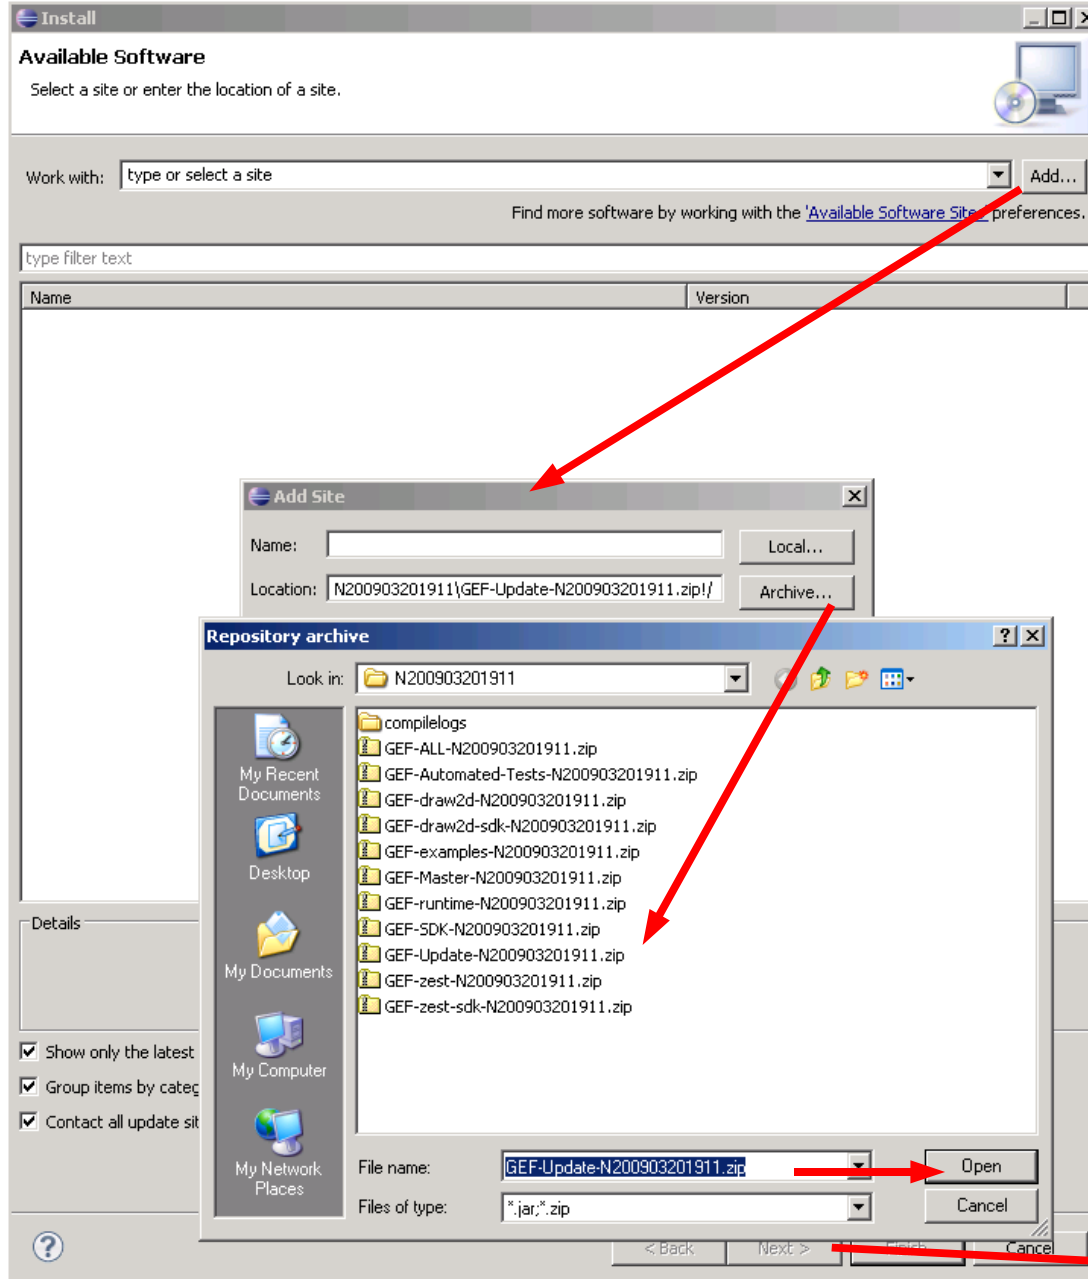 Install
Available Software
Select a site or enter the location of a site.
Work with: type or select a site Add...
Find more software by working with the 'Available Software Sites' preferences.
type filter text
Name Version
Add Site
Name: Local...
Location: N200903201911\GEF-Update-N200903201911.zip!/ Archive...
Repository archive
Look in: N200903201911
My Recent Documents
Desktop
My Documents
My Computer
My Network Places
compilelogs
GEF-ALL-N200903201911.zip
GEF-Automated-Tests-N200903201911.zip
GEF-draw2d-N200903201911.zip
GEF-draw2d-sdk-N200903201911.zip
GEF-examples-N200903201911.zip
GEF-Master-N200903201911.zip
GEF-runtime-N200903201911.zip
GEF-SDK-N200903201911.zip
GEF-Update-N200903201911.zip
GEF-zest-N200903201911.zip
GEF-zest-sdk-N200903201911.zip
File name: GEF-Update-N200903201911.zip Open
Files of type: *.jar;*.zip Cancel
Details
Show only the latest
Group items by categ
Contact all update sit
< Back Next > Finish Cancel